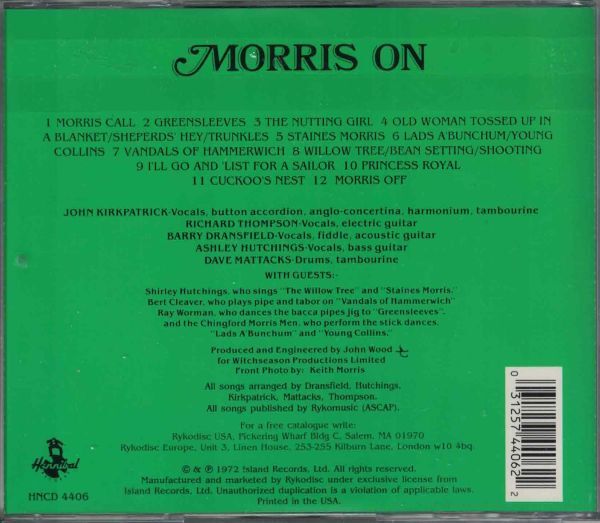 MORRIS ON
1 MORRIS CALL 2 GREENSLEEVES 3 THE NUTTING GIRL 4 OLD WOMAN TOSSED UP IN
A BLANKET/SHEPERDS' HEY/TRUNKLES 5 STAINES MORRIS 6 LADS A'BUNCHUM/YOUNG
COLLINS 7 VANDALS OF HAMMERWICH 8 WILLOW TREE/BEAN SETTING/SHOOTING
9 I'LL GO AND 'LIST FOR A SAILOR 10 PRINCESS ROYAL
11 CUCKOO'S NEST 12 MORRIS OFF
JOHN KIRKPATRICK-Vocals, button accordion, anglo-concertina, harmonium, tambourine
RICHARD THOMPSON-Vocals, electric guitar
BARRY DRANSFIELD-Vocals, fiddle, acoustic guitar
ASHLEY HUTCHINGS-Vocals, bass guitar
DAVE MATTACKS-Drums, tambourine
WITH GUESTS:-
Shirley Hutchings, who sings "The Willow Tree" and "Staines Morris."
Bert Cleaver, who plays pipe and tabor on "Vandals of Hammerwich"
Ray Worman, who dances the bacca pipes jig to "Greensleeves".
and the Chingford Morris Men, who perform the stick dances.
"Lads A'Bunchum" and "Young Collins."
Produced and Engineered by John Wood
for Witchseason Productions Limited
Front Photo by: Keith Morris
All songs arranged by Dransfield, Hutchings,
Kirkpatrick, Mattacks, Thompson.
All songs published by Rykomusic (ASCAP).
For a free catalogue write:
Rykodisc USA, Pickering Wharf Bldg C, Salem, MA 01970
Rykodisc Europe, Unit 3, Linen House, 253-255 Kilburn Lane, London w10 4bq.
© & ℗ 1972 Island Records, Ltd. All rights reserved.
Manufactured and marketed by Rykodisc under exclusive license from
Island Records, Ltd. Unauthorized duplication is a violation of applicable laws.
Printed in the USA.
Hannibal
HNCD 4406
0 31257 44062 2